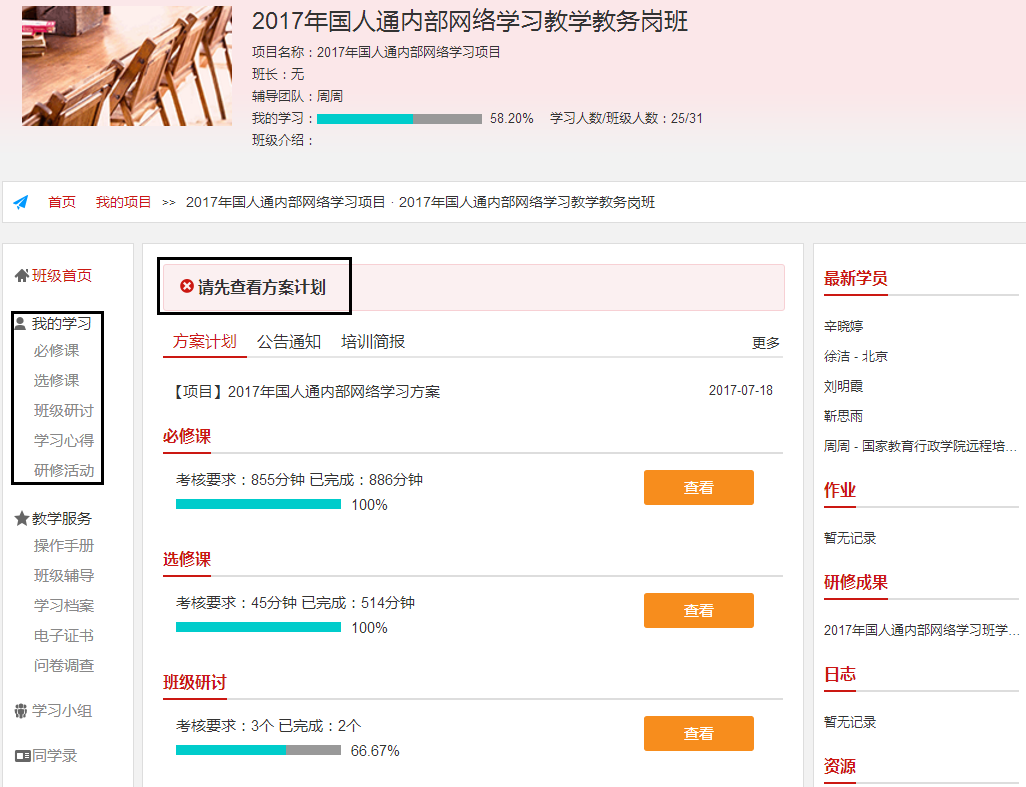 2017年国人通内部网络学习教学教务岗班
项目名称：2017年国人通内部网络学习项目
班长：无
辅导团队：周周
我的学习： 58.20% 学习人数/班级人数：25/31
班级介绍：
首页 我的项目 >> 2017年国人通内部网络学习项目 · 2017年国人通内部网络学习教学教务岗班
班级首页
我的学习
必修课
选修课
班级研讨
学习心得
研修活动
教学服务
操作手册
班级辅导
学习档案
电子证书
问卷调查
学习小组
同学录
请先查看方案计划
方案计划 公告通知 培训简报 更多
【项目】2017年国人通内部网络学习方案 2017-07-18
必修课
考核要求：855分钟 已完成：886分钟
100%
查看
选修课
考核要求：45分钟 已完成：514分钟
100%
查看
班级研讨
考核要求：3个 已完成：2个
66.67%
查看
最新学员
辛晓婷
徐洁 - 北京
刘明霞
靳思雨
周周 - 国家教育行政学院远程培…
作业
暂无记录
研修成果
2017年国人通内部网络学习班学…
日志
暂无记录
资源